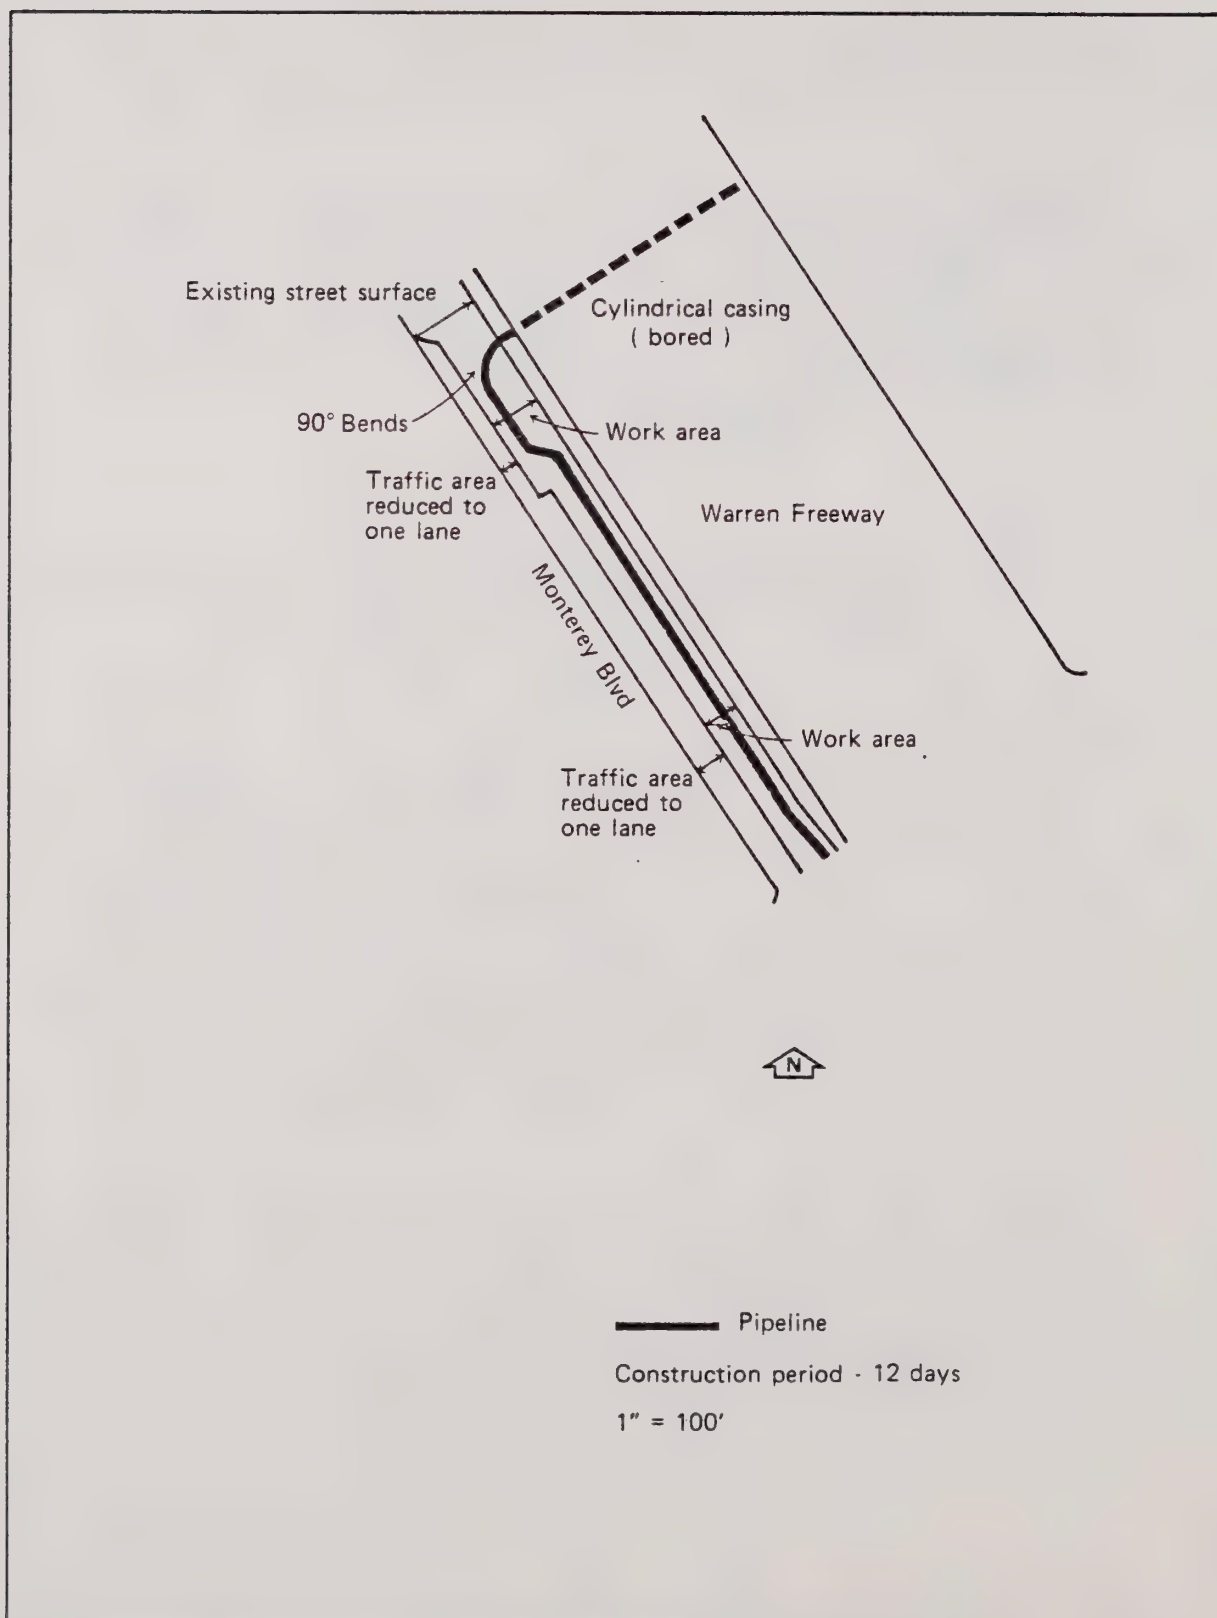 Existing street surface
Cylindrical casing
( bored )
90° Bends
Work area
Traffic area
reduced to
one lane
Warren Freeway
Monterey Blvd
Work area
Traffic area
reduced to
one lane
N
Pipeline
Construction period - 12 days
1" = 100'